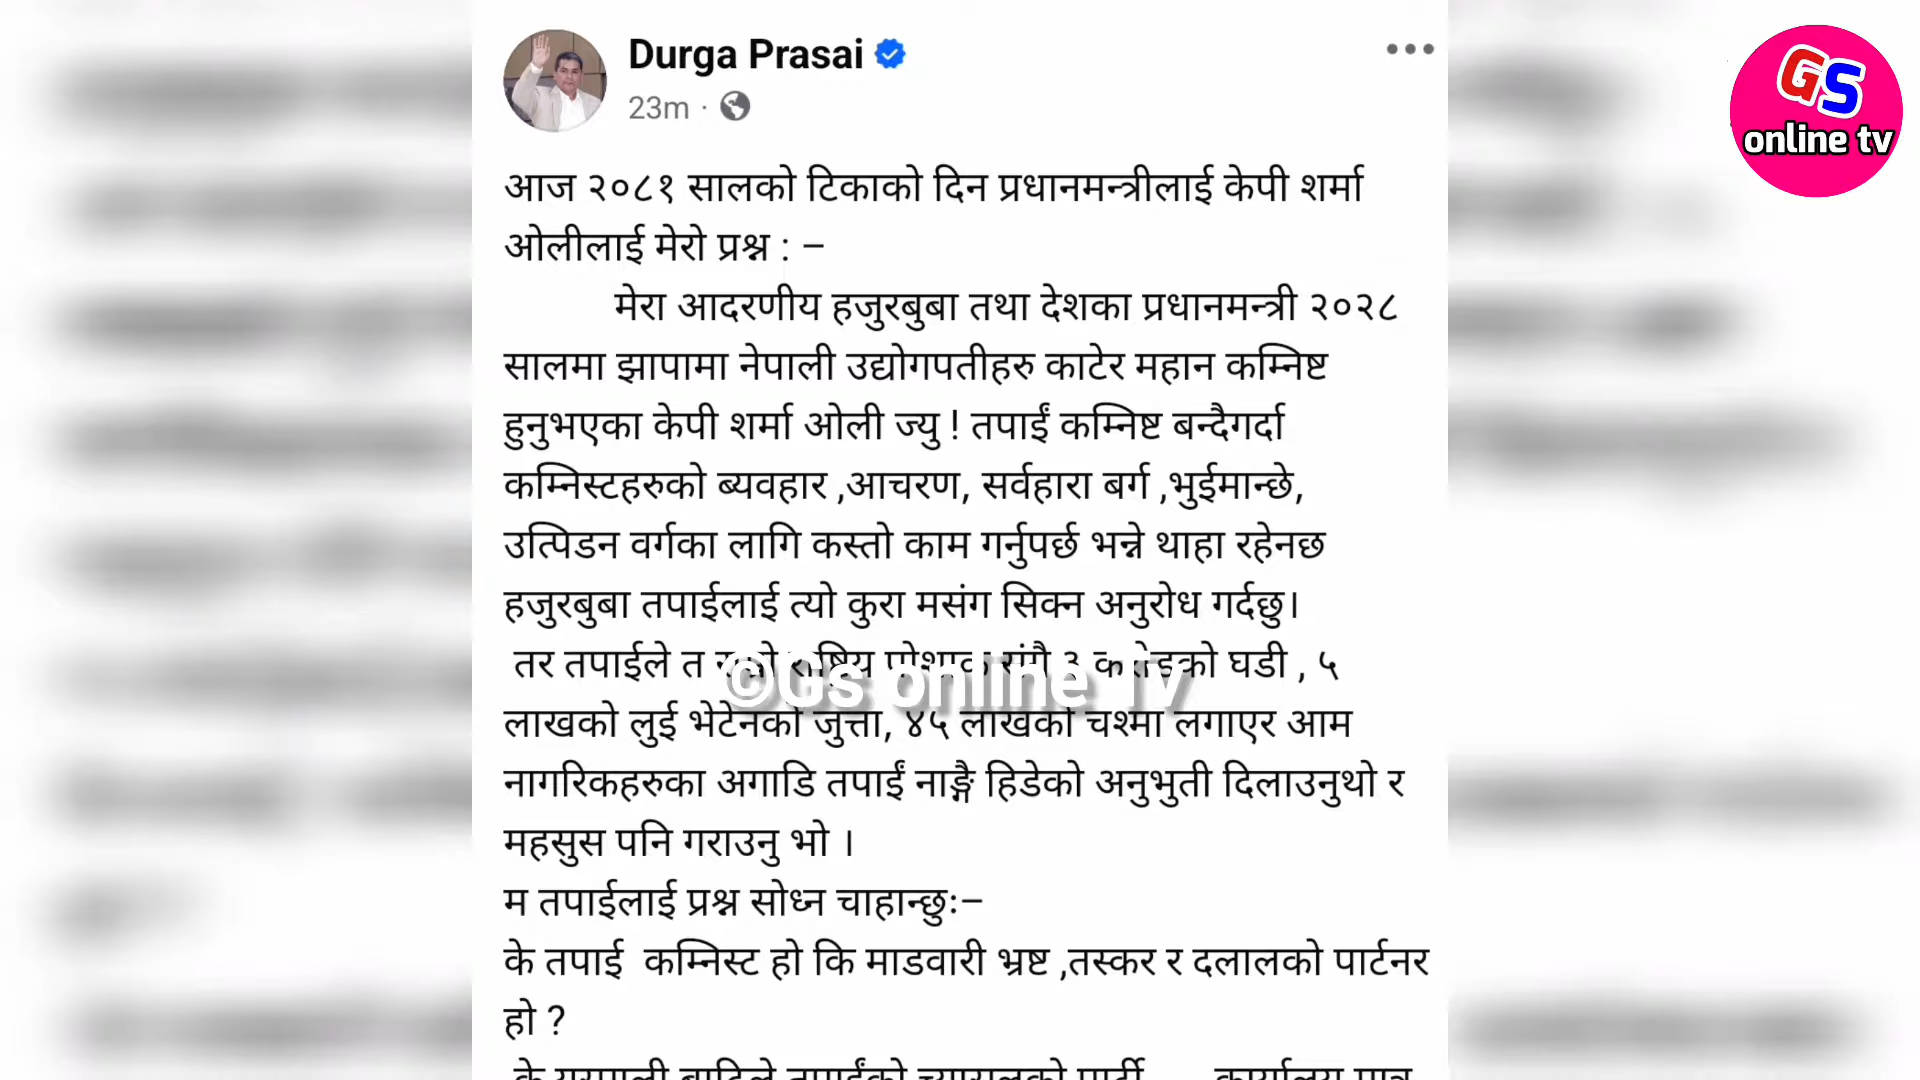 Durga Prasai
23m
GS
online tv
आज २०८१ सालको टिकाको दिन प्रधानमन्त्रीलाई केपी शर्मा
ओलीलाई मेरो प्रश्न : –
मेरा आदरणीय हजुरबुबा तथा देशका प्रधानमन्त्री २०२८
सालमा झापामा नेपाली उद्योगपतीहरु काटेर महान कम्निष्ट
हुनुभएका केपी शर्मा ओली ज्यु ! तपाईं कम्निष्ट बन्दैगर्दा
कम्निस्टहरुको ब्यवहार ,आचरण, सर्वहारा बर्ग ,भुईमान्छे,
उत्पिडन वर्गका लागि कस्तो काम गर्नुपर्छ भन्ने थाहा रहेनछ
हजुरबुबा तपाईलाई त्यो कुरा मसंग सिक्न अनुरोध गर्दछु।
तर तपाईले त राष्ट्रिय पोशाक संगै ३ करोडको घडी , ५
©Gs online Tv
लाखको लुई भेटेनको जुत्ता, ४५ लाखको चश्मा लगाएर आम
नागरिकहरुका अगाडि तपाईं नाङ्गै हिडेको अनुभुती दिलाउनुथो र
महसुस पनि गराउनु भो ।
म तपाईलाई प्रश्न सोध्न चाहान्छुः–
के तपाई कम्निस्ट हो कि माडवारी भ्रष्ट ,तस्कर र दलालको पार्टनर
हो ?